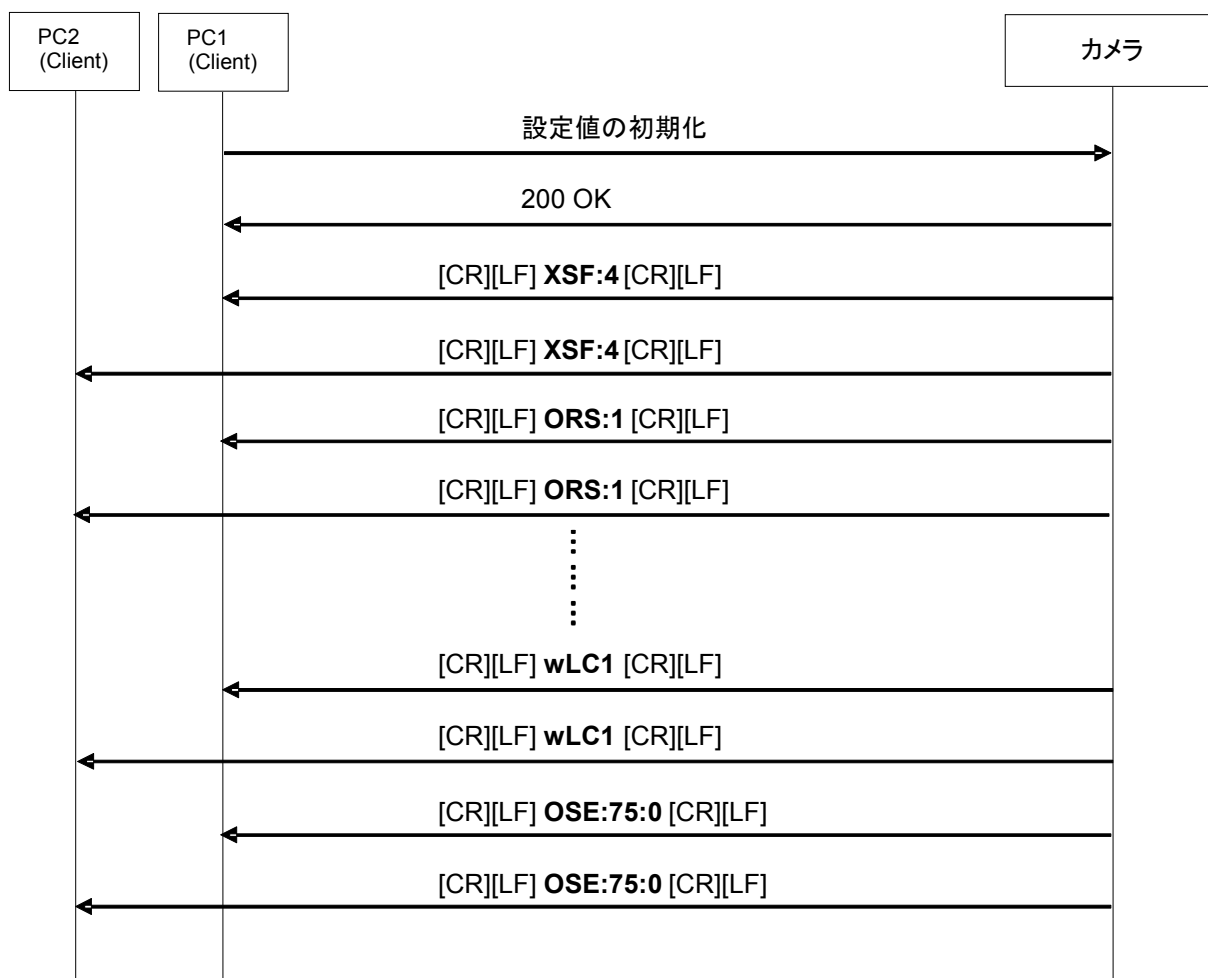 PC2
(Client)
PC1
(Client)
カメラ
設定値の初期化
200 OK
[CR][LF] XSF:4 [CR][LF]
[CR][LF] XSF:4 [CR][LF]
[CR][LF] ORS:1 [CR][LF]
[CR][LF] ORS:1 [CR][LF]
[CR][LF] wLC1 [CR][LF]
[CR][LF] wLC1 [CR][LF]
[CR][LF] OSE:75:0 [CR][LF]
[CR][LF] OSE:75:0 [CR][LF]